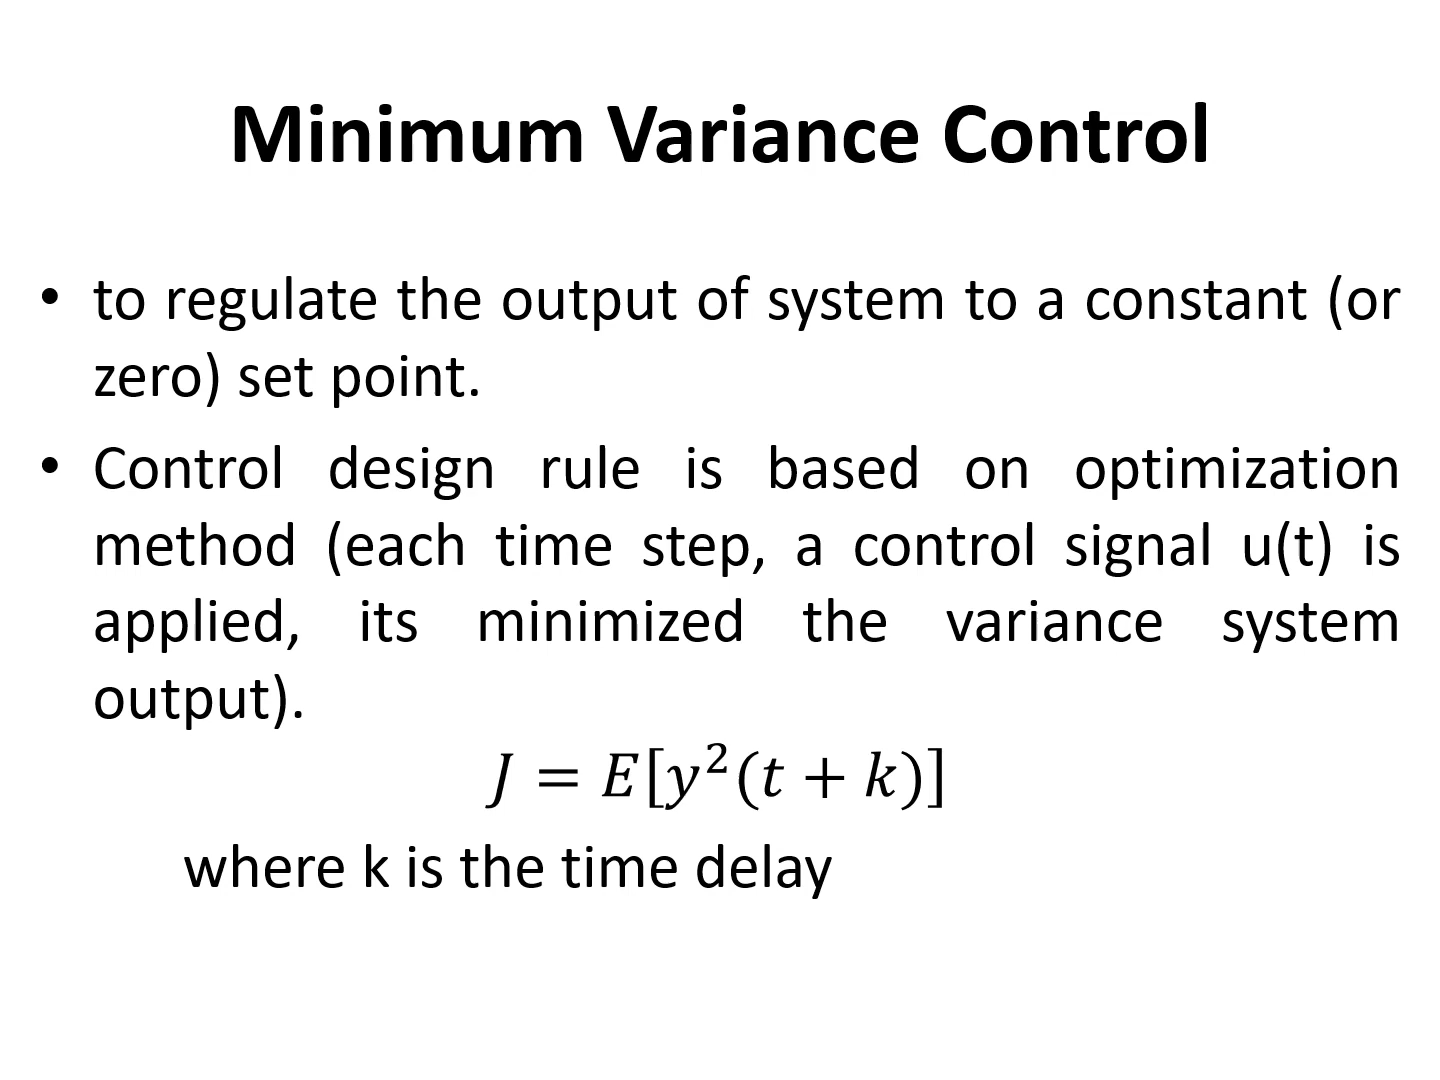 Minimum Variance Control
• to regulate the output of system to a constant (or
zero) set point.
• Control design rule is based on optimization
method (each time step, a control signal u(t) is
applied, its minimized the variance system
output).
𝐽 = 𝐸[𝑦²(𝑡 + 𝑘)]
where k is the time delay